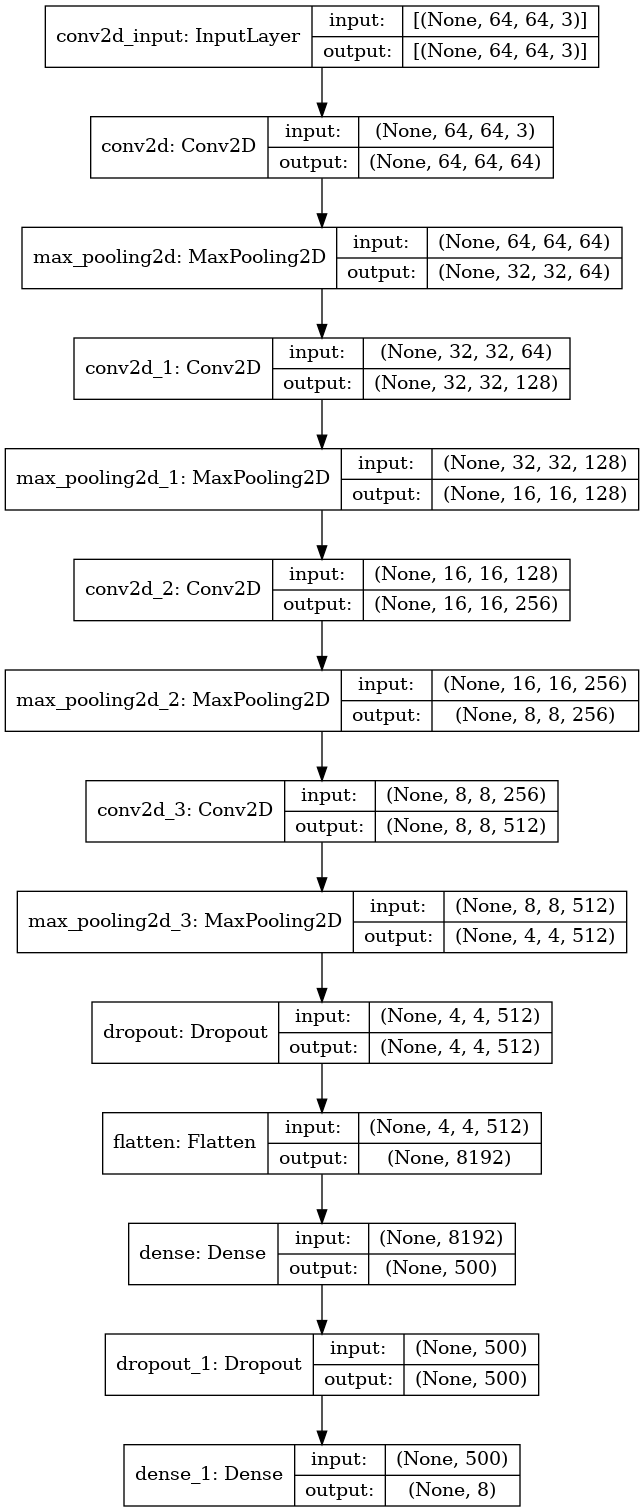 conv2d_input: InputLayer
input: [(None, 64, 64, 3)]
output: [(None, 64, 64, 3)]
conv2d: Conv2D
input: (None, 64, 64, 3)
output: (None, 64, 64, 64)
max_pooling2d: MaxPooling2D
input: (None, 64, 64, 64)
output: (None, 32, 32, 64)
conv2d_1: Conv2D
input: (None, 32, 32, 64)
output: (None, 32, 32, 128)
max_pooling2d_1: MaxPooling2D
input: (None, 32, 32, 128)
output: (None, 16, 16, 128)
conv2d_2: Conv2D
input: (None, 16, 16, 128)
output: (None, 16, 16, 256)
max_pooling2d_2: MaxPooling2D
input: (None, 16, 16, 256)
output: (None, 8, 8, 256)
conv2d_3: Conv2D
input: (None, 8, 8, 256)
output: (None, 8, 8, 512)
max_pooling2d_3: MaxPooling2D
input: (None, 8, 8, 512)
output: (None, 4, 4, 512)
dropout: Dropout
input: (None, 4, 4, 512)
output: (None, 4, 4, 512)
flatten: Flatten
input: (None, 4, 4, 512)
output: (None, 8192)
dense: Dense
input: (None, 8192)
output: (None, 500)
dropout_1: Dropout
input: (None, 500)
output: (None, 500)
dense_1: Dense
input: (None, 500)
output: (None, 8)